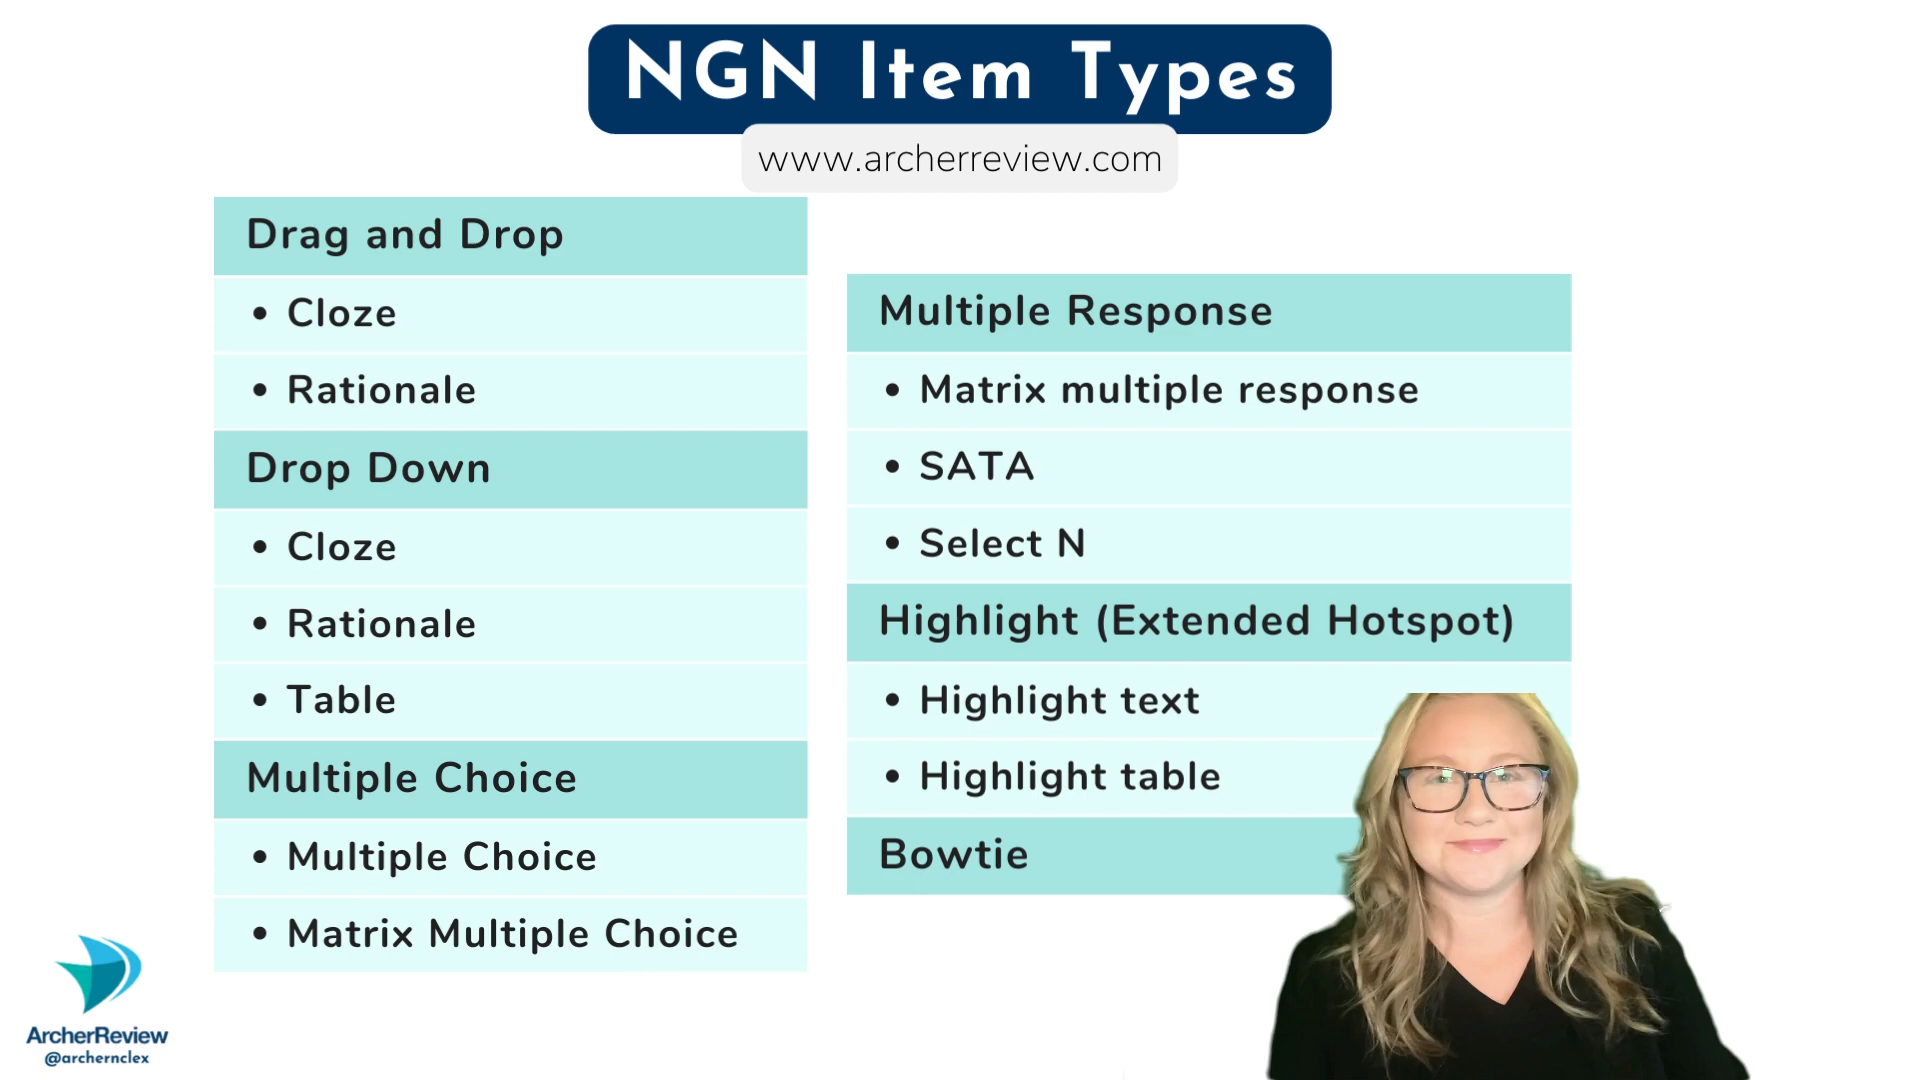 NGN Item Types
www.archerreview.com
Drag and Drop
• Cloze
• Rationale
Drop Down
• Cloze
• Rationale
• Table
Multiple Choice
• Multiple Choice
• Matrix Multiple Choice
Multiple Response
• Matrix multiple response
• SATA
• Select N
Highlight (Extended Hotspot)
• Highlight text
• Highlight table
Bowtie
ArcherReview
@archernclex